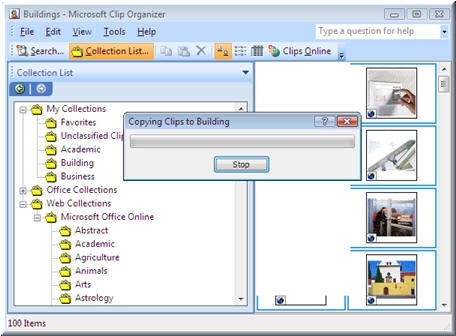 Buildings - Microsoft Clip Organizer
File Edit View Tools Help
Type a question for help
Search... Collection List... Clips Online
Collection List
My Collections
Favorites
Unclassified Clip
Academic
Building
Business
Office Collections
Web Collections
Microsoft Office Online
Abstract
Academic
Agriculture
Animals
Arts
Astrology
Copying Clips to Building
Stop
100 Items